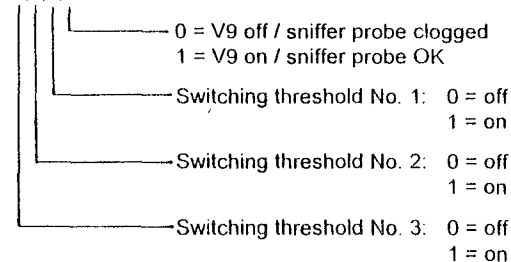 0 = V9 off / sniffer probe clogged
1 = V9 on / sniffer probe OK
Switching threshold No. 1: 0 = off
1 = on
Switching threshold No. 2: 0 = off
1 = on
Switching threshold No. 3: 0 = off
1 = on